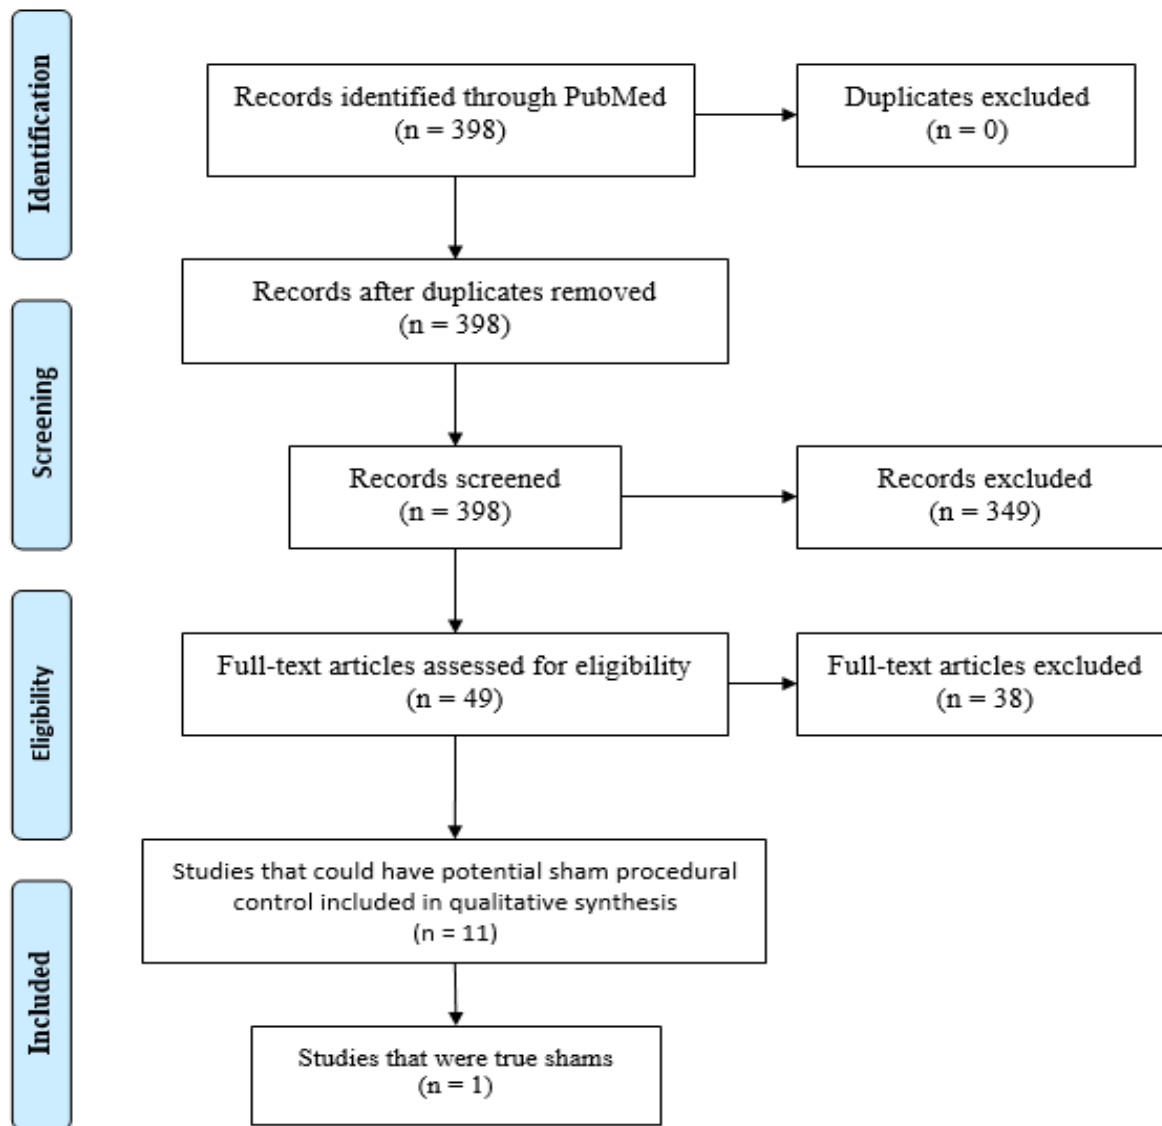 Identification
Records identified through PubMed
(n = 398)
Duplicates excluded
(n = 0)
Records after duplicates removed
(n = 398)
Screening
Records screened
(n = 398)
Records excluded
(n = 349)
Eligibility
Full-text articles assessed for eligibility
(n = 49)
Full-text articles excluded
(n = 38)
Studies that could have potential sham procedural
control included in qualitative synthesis
(n = 11)
Included
Studies that were true shams
(n = 1)